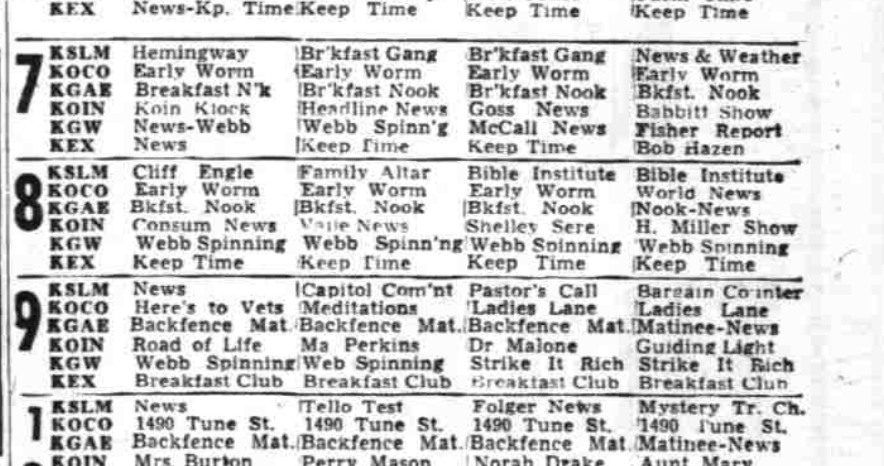 KEX News-Kp. Time Keep Time Keep Time Keep Time
7 KSLM Hemingway Br'kfast Gang Br'kfast Gang News & Weather
KOCO Early Worm Early Worm Early Worm Early Worm
KGAE Breakfast N'k Br'kfast Nook Br'kfast Nook Bkfst. Nook
KOIN Koin Klock Headline News Goss News Babbitt Show
KGW News-Webb Webb Spinn'g McCall News Fisher Report
KEX News Keep Time Keep Time Bob Hazen
8 KSLM Cliff Engle Family Altar Bible Institute Bible Institute
KOCO Early Worm Early Worm Early Worm World News
KGAE Bkfst. Nook Bkfst. Nook Bkfst. Nook Nook-News
KOIN Consum News News Shelley Sere H. Miller Show
KGW Webb Spinning Webb Spinn'ng Webb Spinning Webb Spinning
KEX Keep Time Keep Time Keep Time Keep Time
9 KSLM News Capitol Com'nt Pastor's Call Bargain Counter
KOCO Here's to Vets Meditations Ladies Lane Ladies Lane
KGAE Backfence Mat. Backfence Mat. Backfence Mat. Matinee-News
KOIN Road of Life Ma Perkins Dr Malone Guiding Light
KGW Webb Spinning Web Spinning Strike It Rich Strike It Rich
KEX Breakfast Club Breakfast Club Breakfast Club Breakfast Club
1 KSLM News Tello Test Folger News Mystery Tr. Ch.
KOCO 1490 Tune St. 1490 Tune St. 1490 Tune St. 1490 Tune St.
KGAE Backfence Mat. Backfence Mat. Backfence Mat. Matinee-News
KOIN Mrs. Burton Perry Mason Norah Drake Aunt Mary